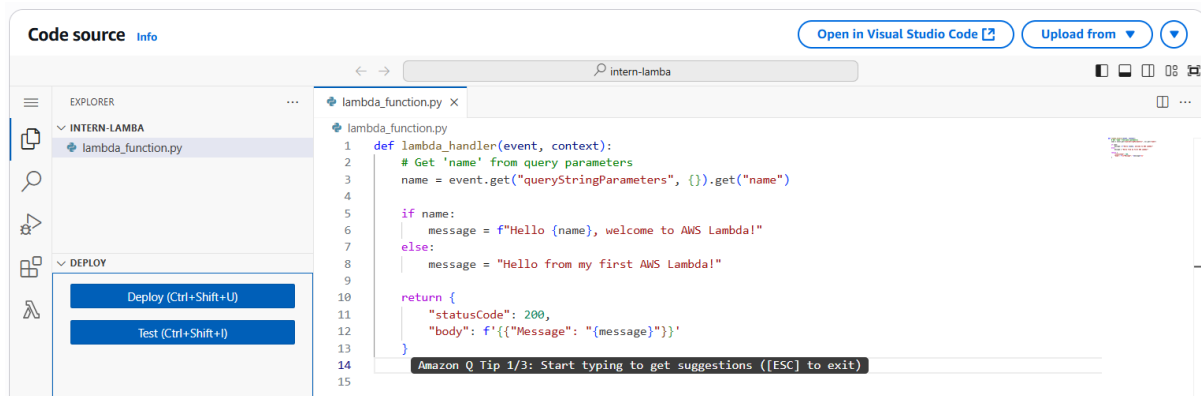 Code source Info
Open in Visual Studio Code
Upload from
intern-lamba
EXPLORER
lambda_function.py
INTERN-LAMBA
lambda_function.py
lambda_function.py
1 def lambda_handler(event, context):
2     # Get 'name' from query parameters
3     name = event.get("queryStringParameters", {}).get("name")
4
5     if name:
6         message = f"Hello {name}, welcome to AWS Lambda!"
7     else:
8         message = "Hello from my first AWS Lambda!"
9
10     return {
11         "statusCode": 200,
12         "body": f'{{"Message": "{message}"}}'
13     }
14 Amazon Q Tip 1/3: Start typing to get suggestions ([ESC] to exit)
15
DEPLOY
Deploy (Ctrl+Shift+U)
Test (Ctrl+Shift+I)